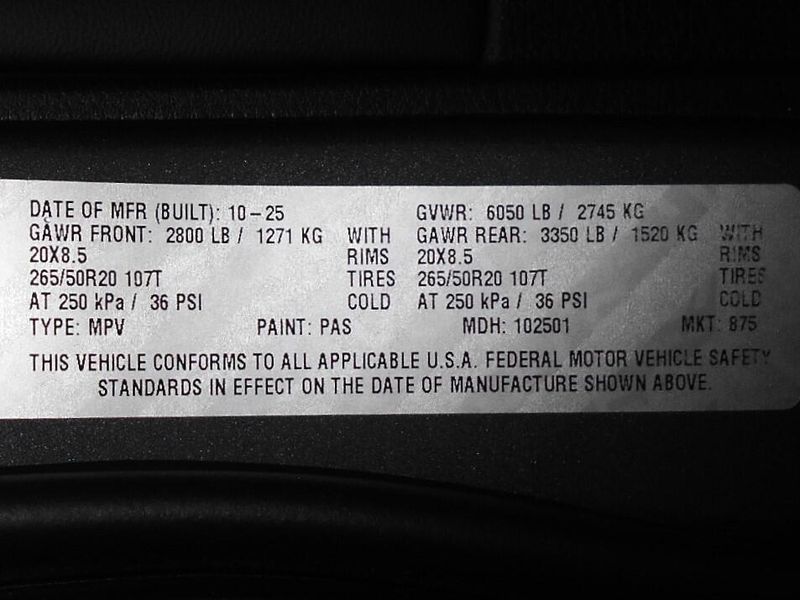 DATE OF MFR (BUILT): 10-25 GVWR: 6050 LB / 2745 KG
GAWR FRONT: 2800 LB / 1271 KG WITH GAWR REAR: 3350 LB / 1520 KG WITH
20X8.5 RIMS 20X8.5 RIMS
265/50R20 107T TIRES 265/50R20 107T TIRES
AT 250 kPa / 36 PSI COLD AT 250 kPa / 36 PSI COLD
TYPE: MPV PAINT: PAS MDH: 102501 MKT: 875
THIS VEHICLE CONFORMS TO ALL APPLICABLE U.S.A. FEDERAL MOTOR VEHICLE SAFETY
STANDARDS IN EFFECT ON THE DATE OF MANUFACTURE SHOWN ABOVE.